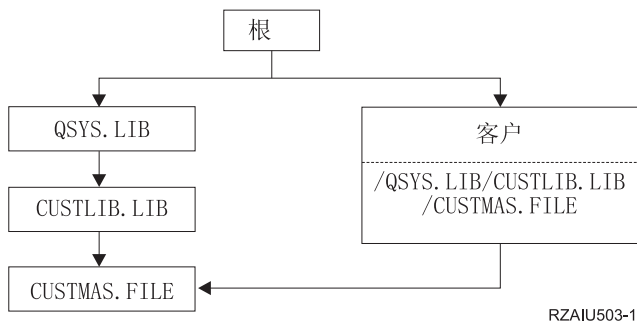 根
QSYS.LIB
客户
/QSYS.LIB/CUSTLIB.LIB
/CUSTMAS.FILE
CUSTLIB.LIB
CUSTMAS.FILE
RZAIU503-1